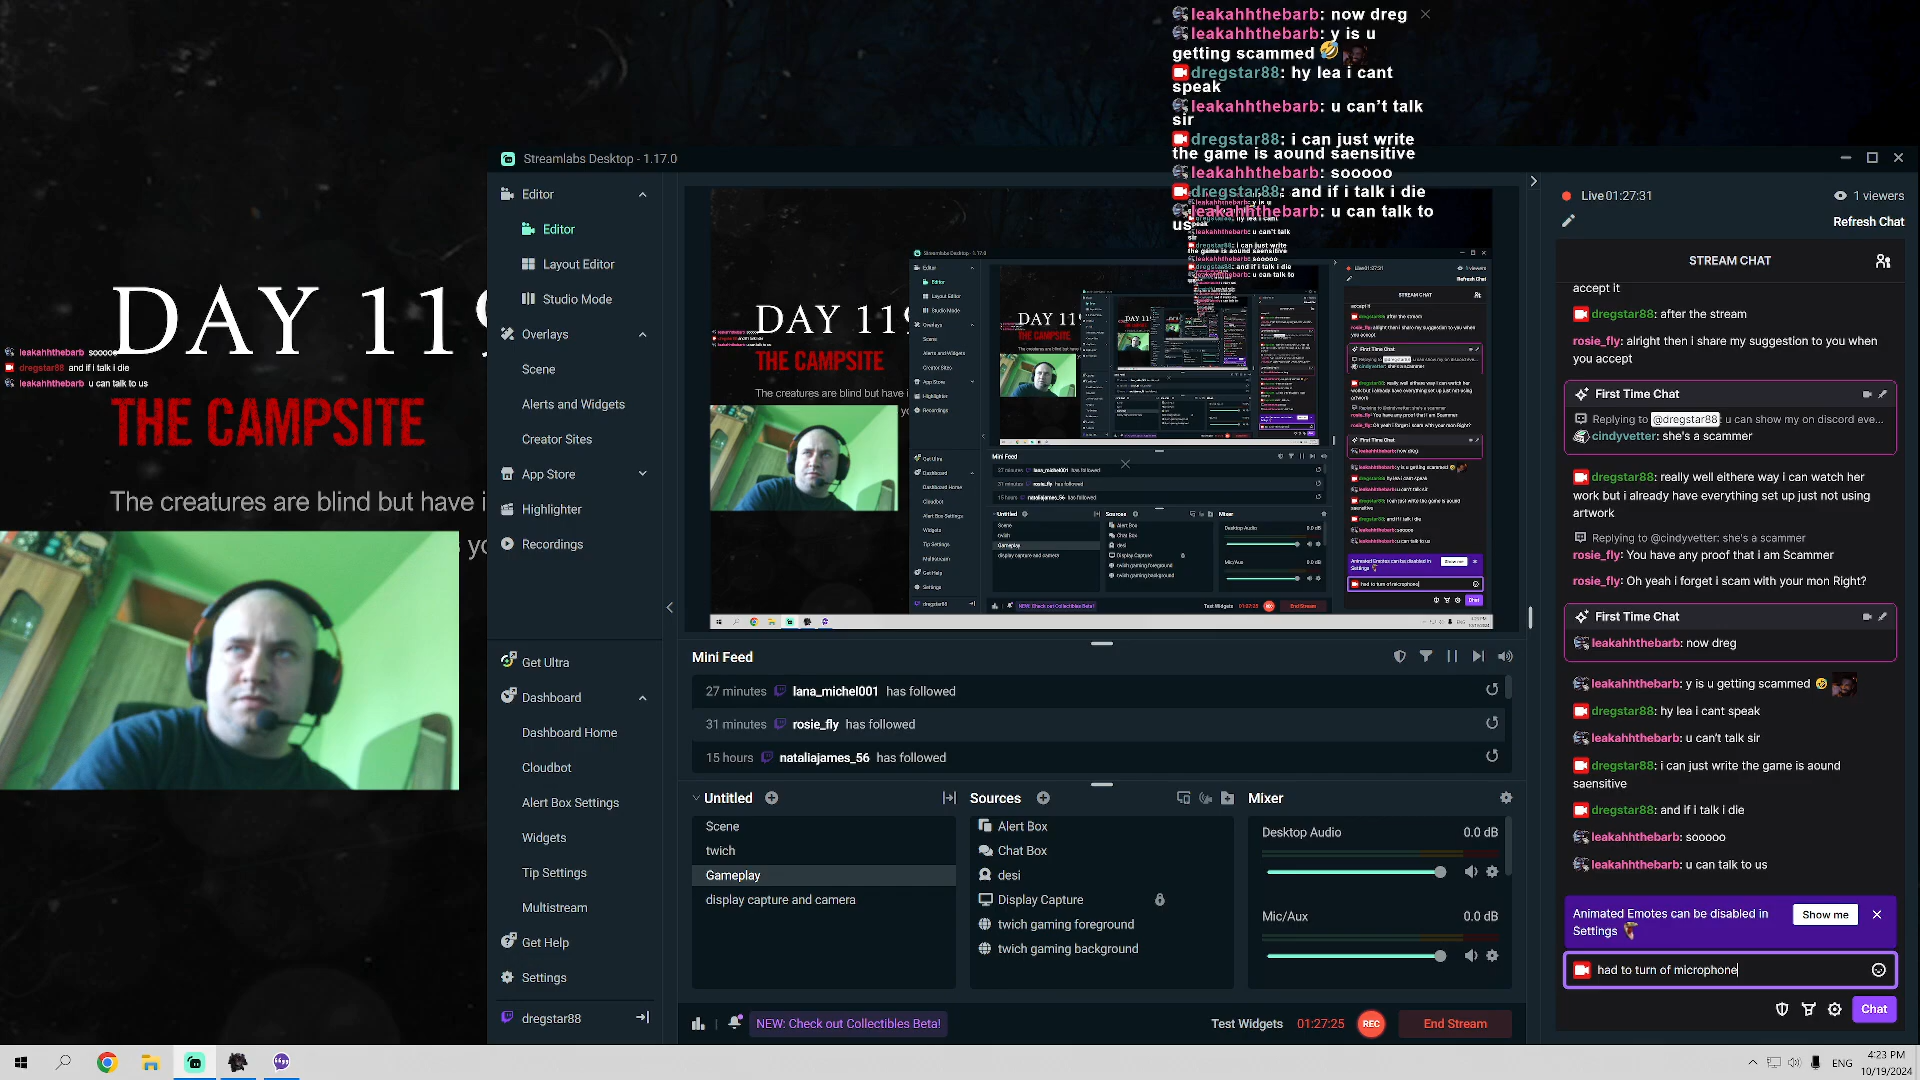 leakahhthebarb: now dreg
leakahhthebarb: y is u
getting scammed 🤣
dregstar88: hy lea i cant
speak
leakahhthebarb: u can't talk
sir
dregstar88: i can just write
the game is aound saensitive
leakahhthebarb: sooooo
dregstar88: and if i talk i die
leakahhthebarb: u can talk to
us
DAY 119
leakahhthebarb sooooo
dregstar88 and if i talk i die
leakahhthebarb u can talk to us
THE CAMPSITE
The creatures are blind but have i
yo
Streamlabs Desktop - 1.17.0
Editor
Editor
Layout Editor
Studio Mode
Overlays
Scene
Alerts and Widgets
Creator Sites
App Store
Highlighter
Recordings
Get Ultra
Dashboard
Dashboard Home
Cloudbot
Alert Box Settings
Widgets
Tip Settings
Multistream
Get Help
Settings
dregstar88
DAY 119
THE CAMPSITE
The creatures are blind but have i
Mini Feed
27 minutes lana_michel001 has followed
31 minutes rosie_fly has followed
15 hours nataliajames_56 has followed
Untitled
Scene
twich
Gameplay
display capture and camera
Sources
Alert Box
Chat Box
desi
Display Capture
twich gaming foreground
twich gaming background
Mixer
Desktop Audio 0.0 dB
Mic/Aux 0.0 dB
NEW: Check out Collectibles Beta!
Test Widgets 01:27:25 REC End Stream
Live 01:27:31 1 viewers
Refresh Chat
STREAM CHAT
accept it
dregstar88: after the stream
rosie_fly: alright then i share my suggestion to you when
you accept
First Time Chat
Replying to @dregstar88: u can show my on discord eve...
cindyvetter: she's a scammer
dregstar88: really well eithere way i can watch her
work but i already have everything set up just not using
artwork
Replying to @cindyvetter: she's a scammer
rosie_fly: You have any proof that i am Scammer
rosie_fly: Oh yeah i forget i scam with your mon Right?
First Time Chat
leakahhthebarb: now dreg
leakahhthebarb: y is u getting scammed 🤣
dregstar88: hy lea i cant speak
leakahhthebarb: u can't talk sir
dregstar88: i can just write the game is aound
saensitive
dregstar88: and if i talk i die
leakahhthebarb: sooooo
leakahhthebarb: u can talk to us
Animated Emotes can be disabled in
Settings
Show me
had to turn of microphone
Chat
ENG
4:23 PM
10/19/2024